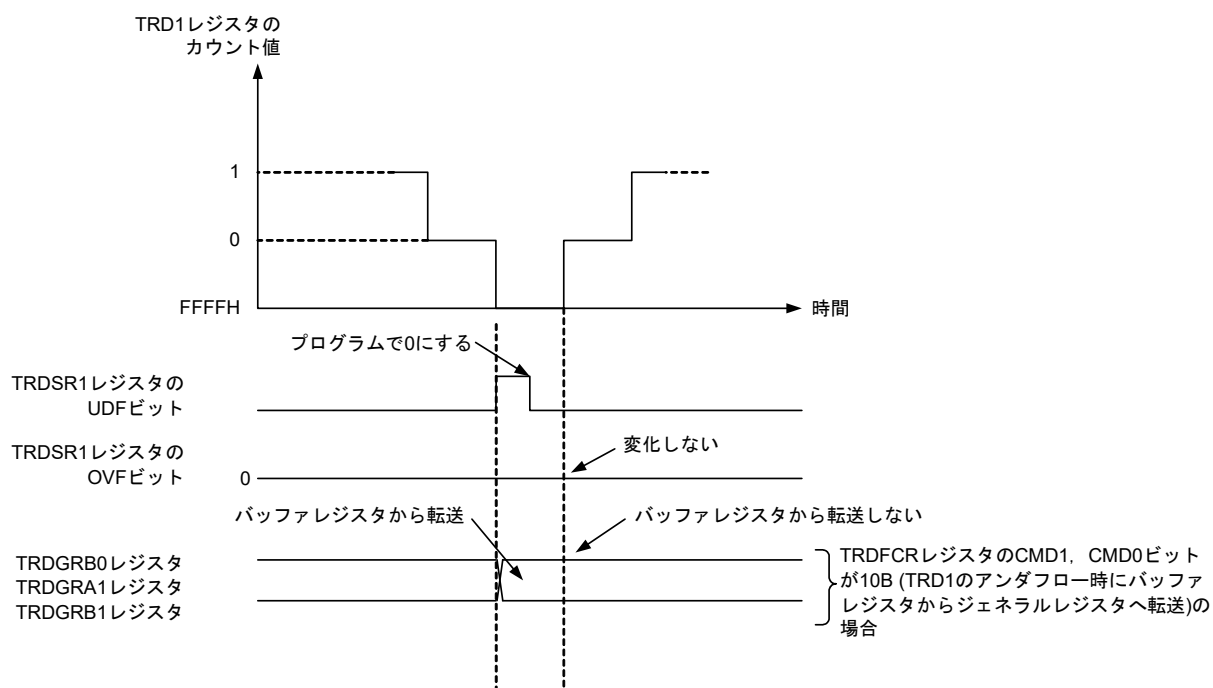 TRD1レジスタの
カウント値
1
0
FFFFH
時間
プログラムで0にする
TRDSR1レジスタの
UDFビット
TRDSR1レジスタの
OVFビット
0
変化しない
バッファレジスタから転送
バッファレジスタから転送しない
TRDGRB0レジスタ
TRDGRA1レジスタ
TRDGRB1レジスタ
TRDFCRレジスタのCMD1，CMD0ビット
が10B (TRD1のアンダフロー時にバッファ
レジスタからジェネラルレジスタへ転送)の
場合